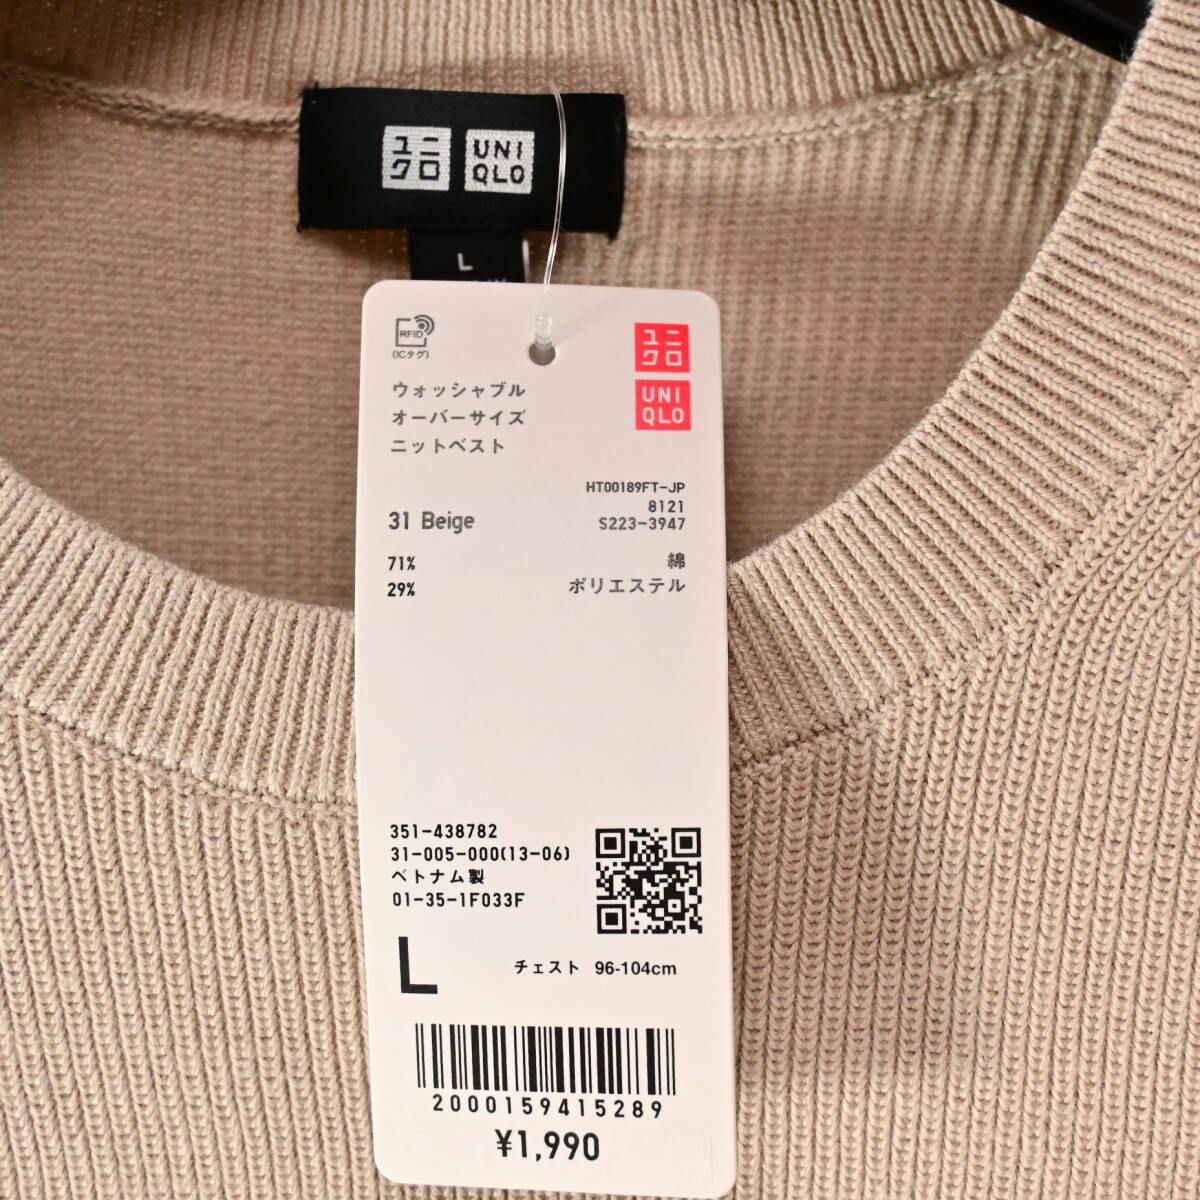 ユニ
クロ
UNI
QLO
L
RFID
(ICタグ)
ユニ
クロ
UNI
QLO
ウォッシャブル
オーバーサイズ
ニットベスト
HT00189FT-JP
8121
S223-3947
31 Beige
71% 綿
29% ポリエステル
351-438782
31-005-000(13-06)
ベトナム製
01-35-1F033F
L チェスト 96-104cm
2000159415289
¥1,990